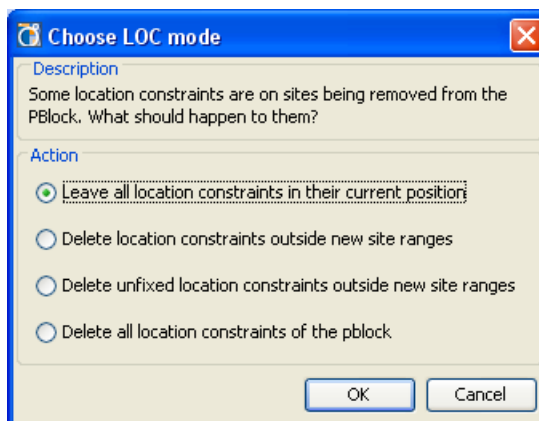 Choose LOC mode
Description
Some location constraints are on sites being removed from the
PBlock. What should happen to them?
Action
Leave all location constraints in their current position
Delete location constraints outside new site ranges
Delete unfixed location constraints outside new site ranges
Delete all location constraints of the pblock
OK Cancel